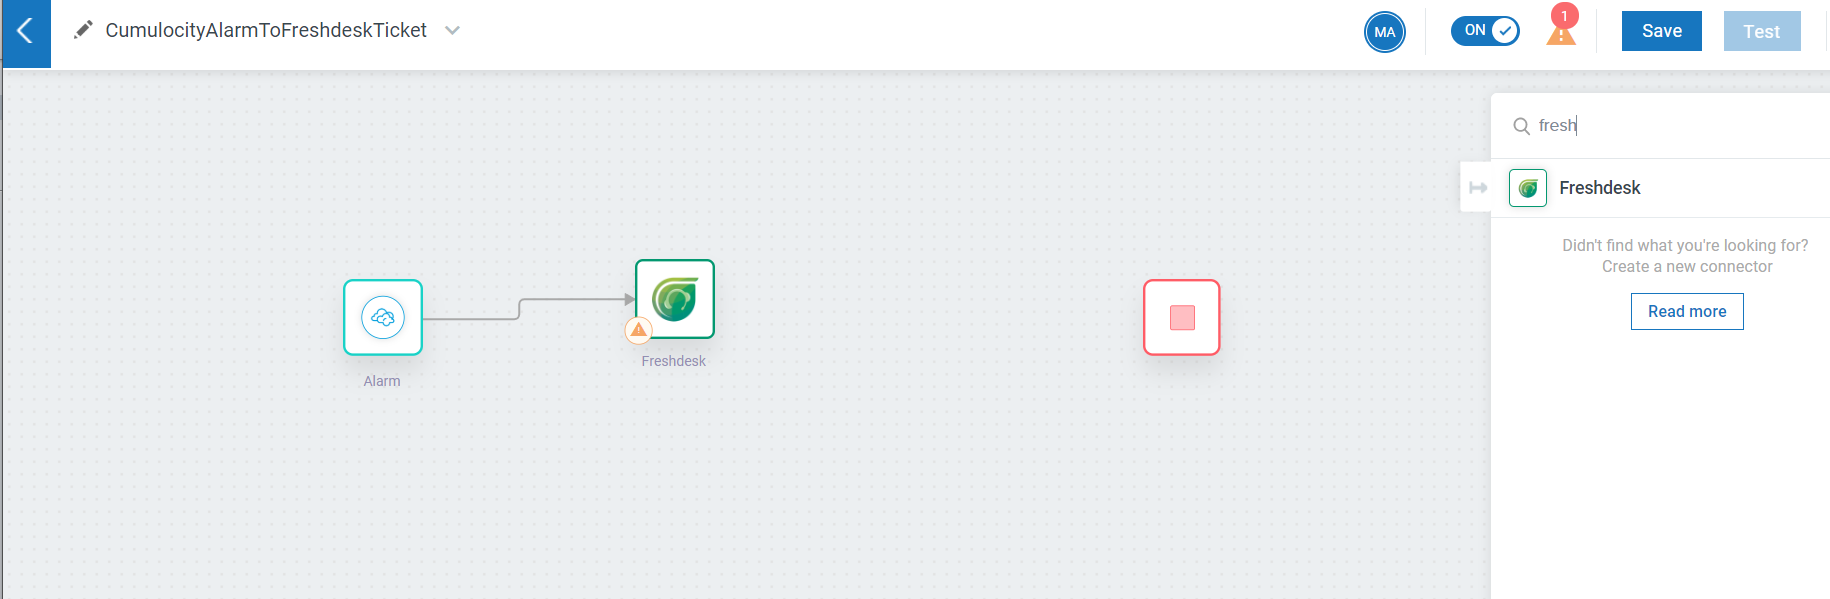 CumulocityAlarmToFreshdeskTicket
MA
ON
1
Save
Test
fresh
Freshdesk
Didn't find what you're looking for?
Create a new connector
Read more
Alarm
Freshdesk